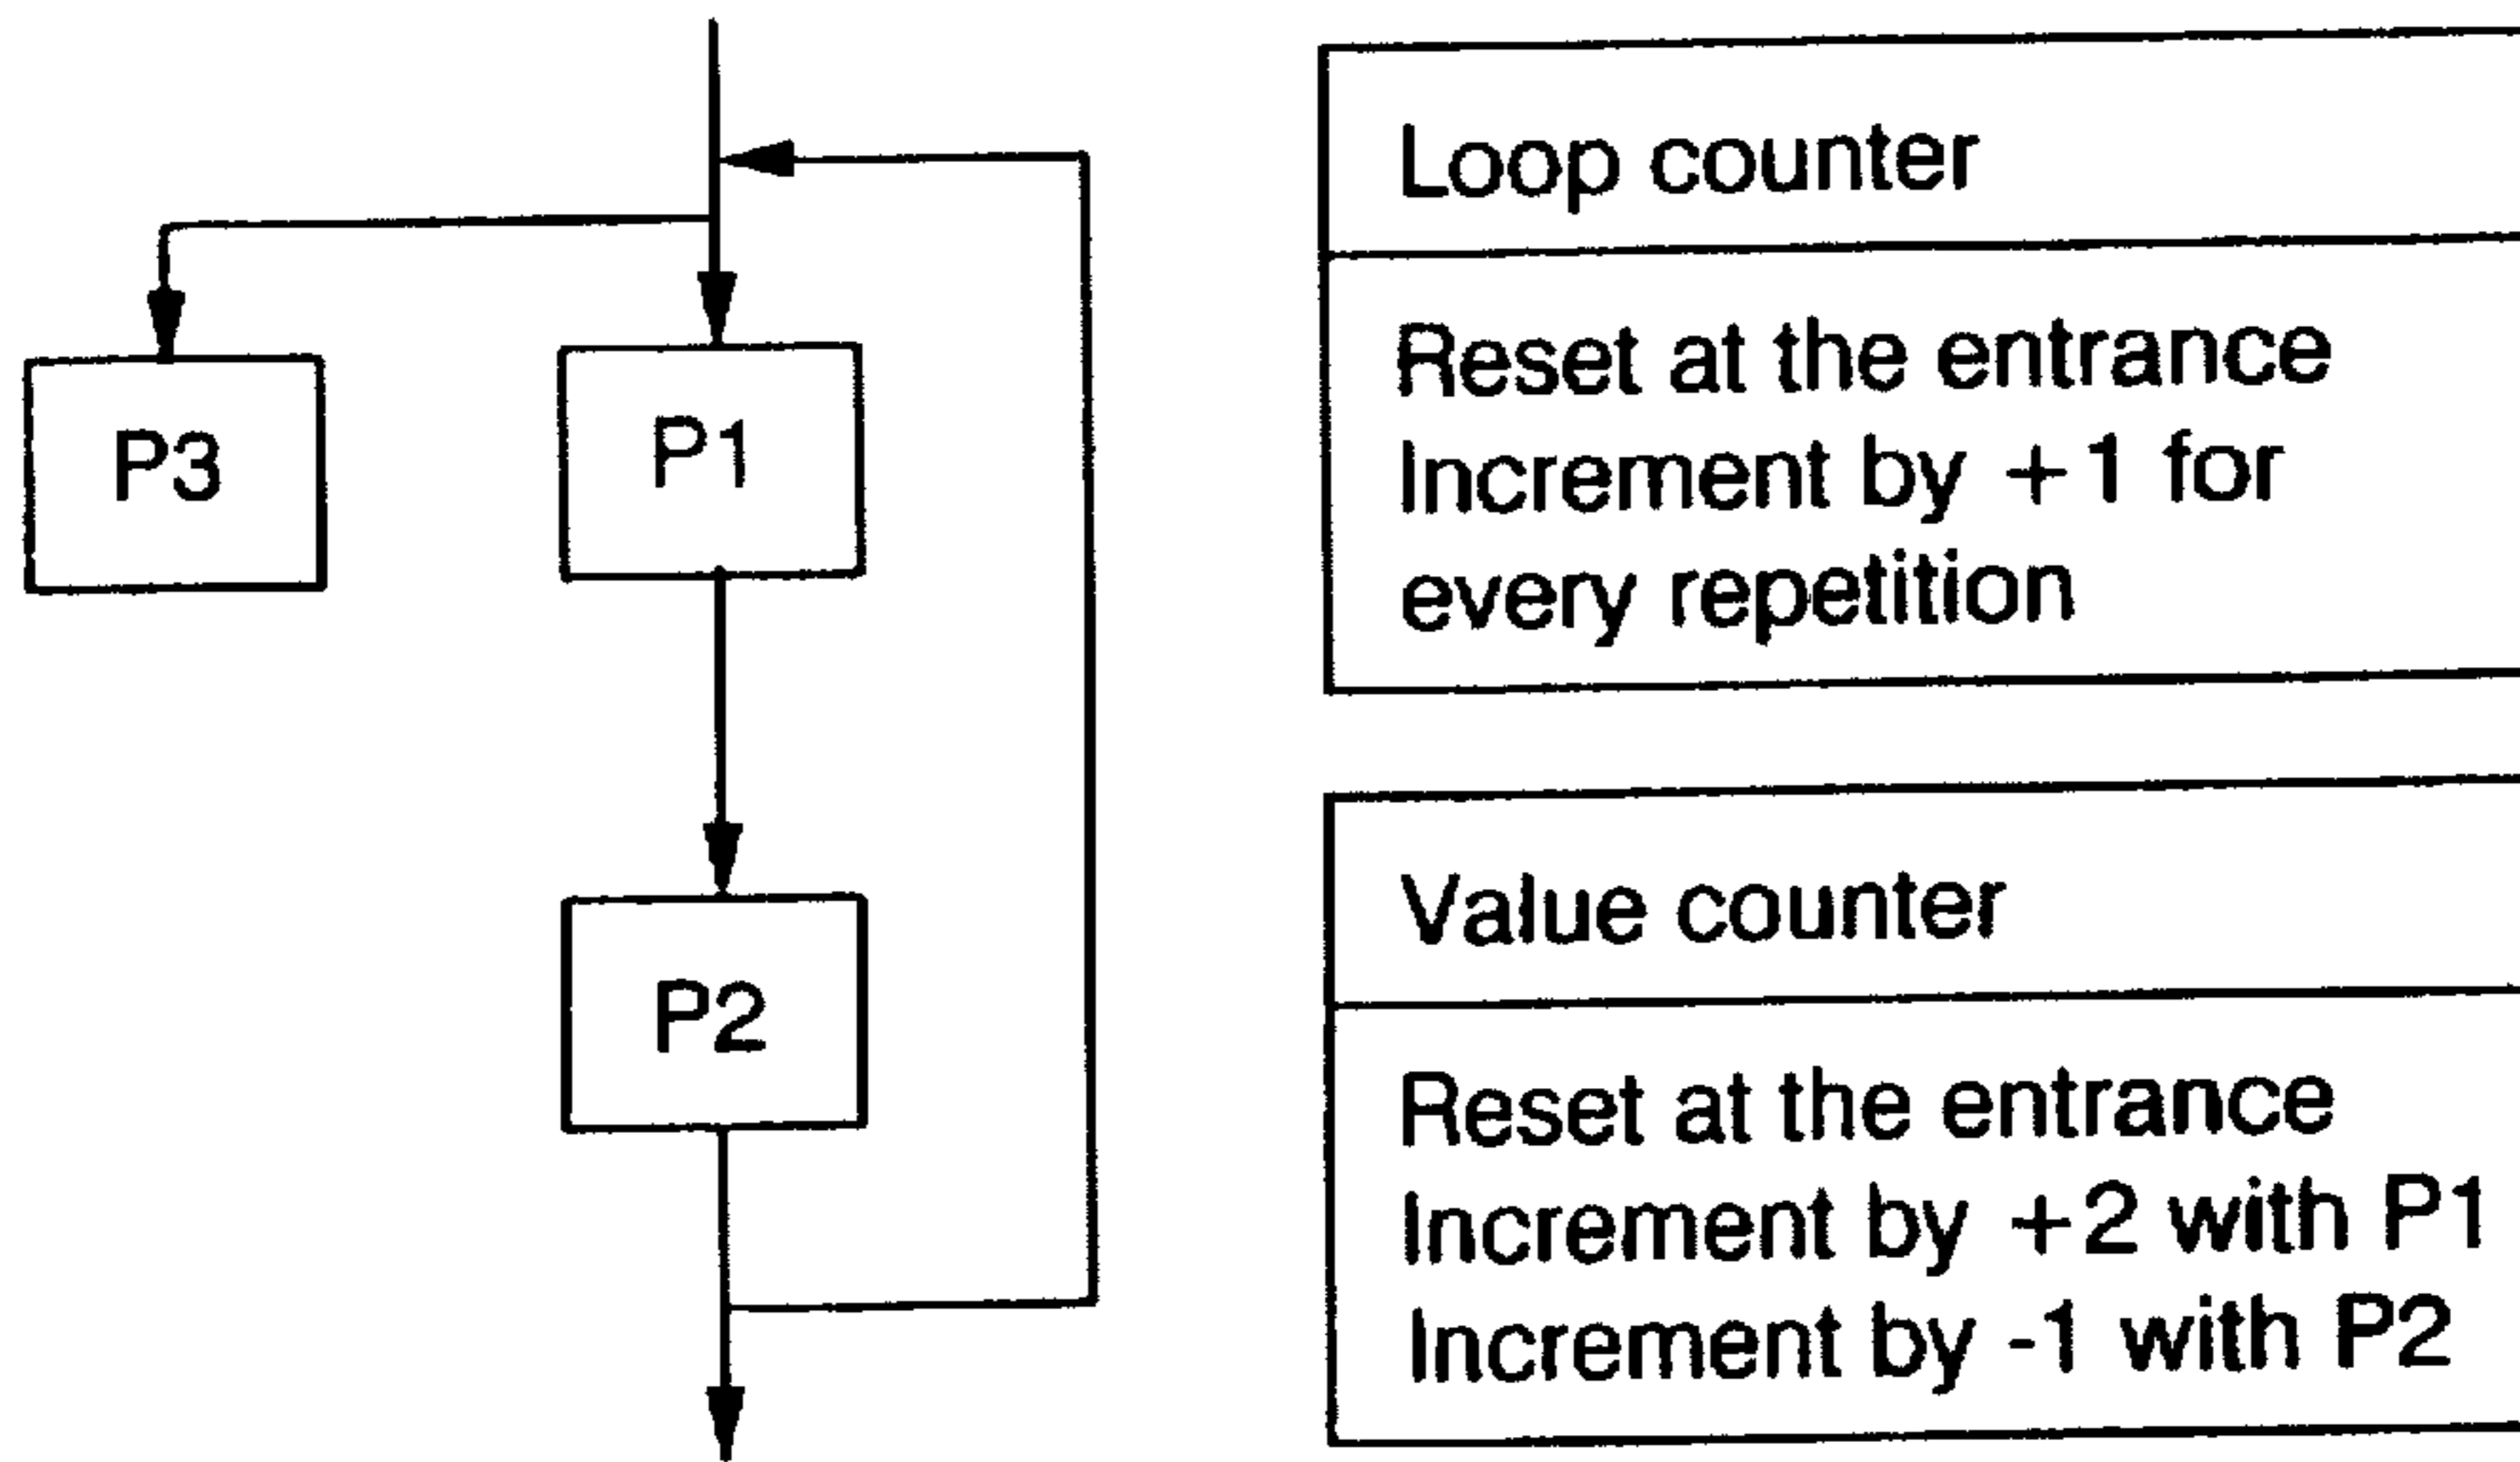 P3
P1
P2
Loop counter
Reset at the entrance
Increment by +1 for
every repetition
Value counter
Reset at the entrance
Increment by +2 with P1
Increment by -1 with P2